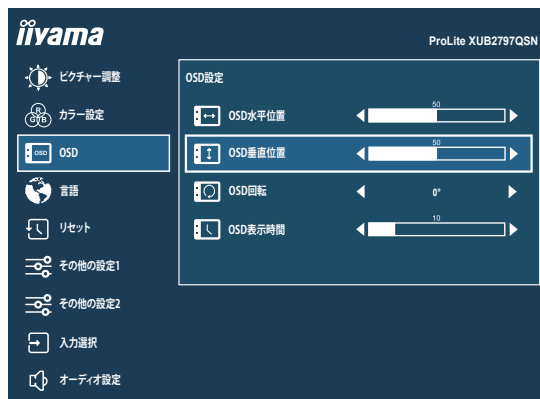 iiyama
ProLite XUB2797QSN
ピクチャー調整
R
G B
カラー設定
OSD
OSD
言語
リセット
その他の設定1
その他の設定2
入力選択
オーディオ設定
OSD設定
OSD水平位置
50
OSD垂直位置
50
OSD回転
0°
OSD表示時間
10